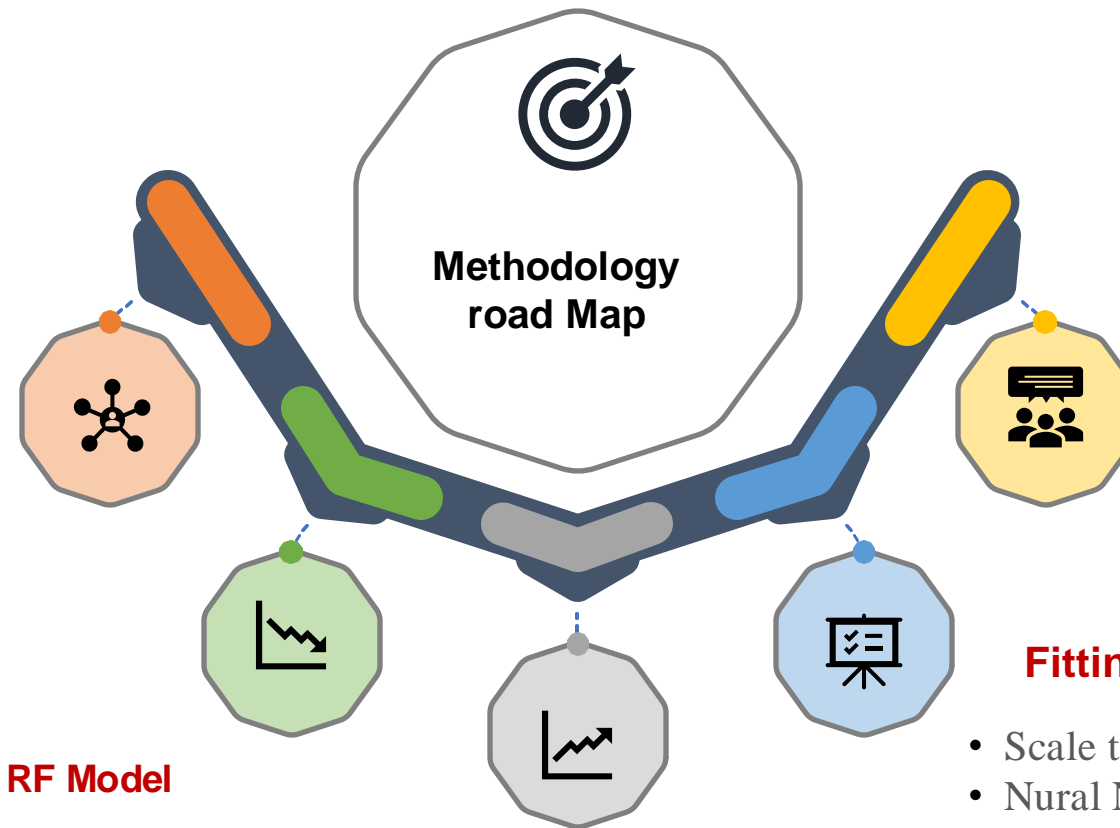 Methodology
road Map
Fittin
• Scale t
• Nural
RF Model